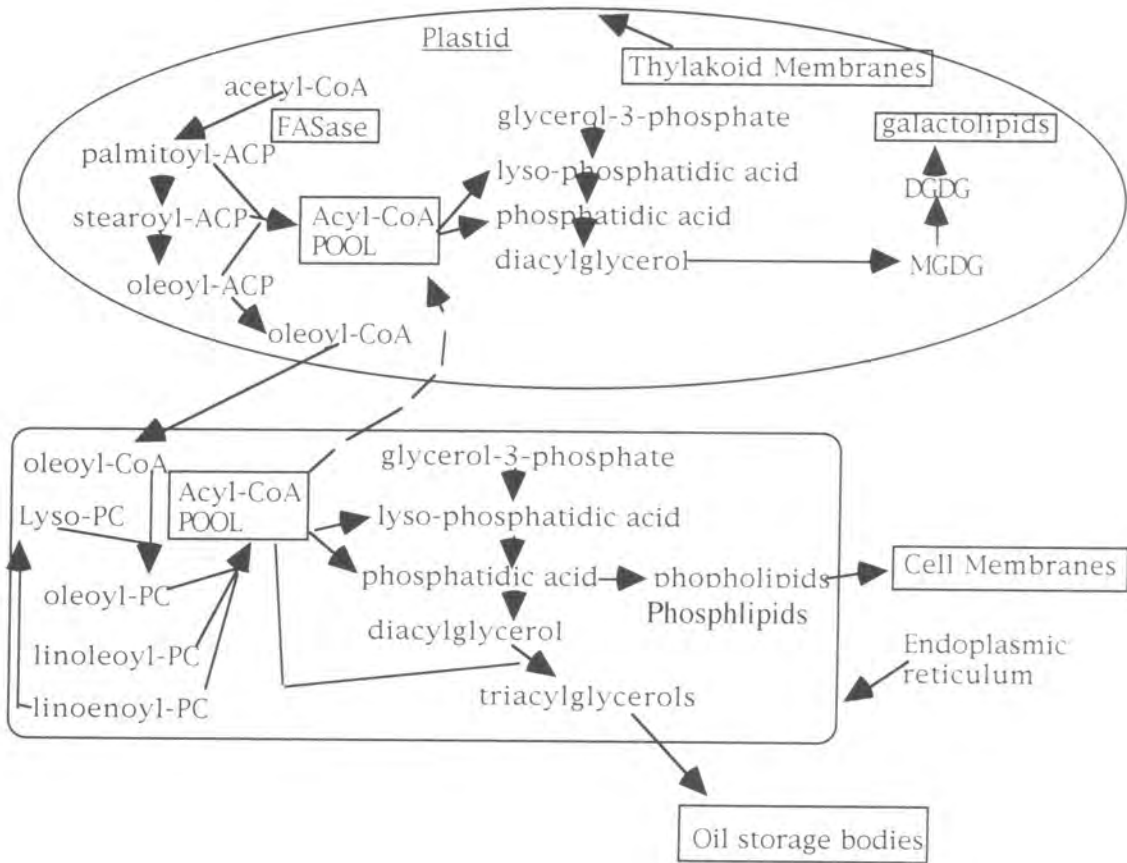 Plastid
Thylakoid Membranes
acetyl-CoA
FASase
palmitoyl-ACP
stearoyl-ACP
oleoyl-ACP
oleoyl-CoA
Acyl-CoA
POOL
glycerol-3-phosphate
lyso-phosphatidic acid
phosphatidic acid
diacylglycerol
galactolipids
DGDG
MGDG
oleoyl-CoA
Lyso-PC
oleoyl-PC
linoleoyl-PC
linoenoyl-PC
Acyl-CoA
POOL
glycerol-3-phosphate
lyso-phosphatidic acid
phosphatidic acid
phopholipids
Phosphlipids
diacylglycerol
triacylglycerols
Cell Membranes
Endoplasmic
reticulum
Oil storage bodies